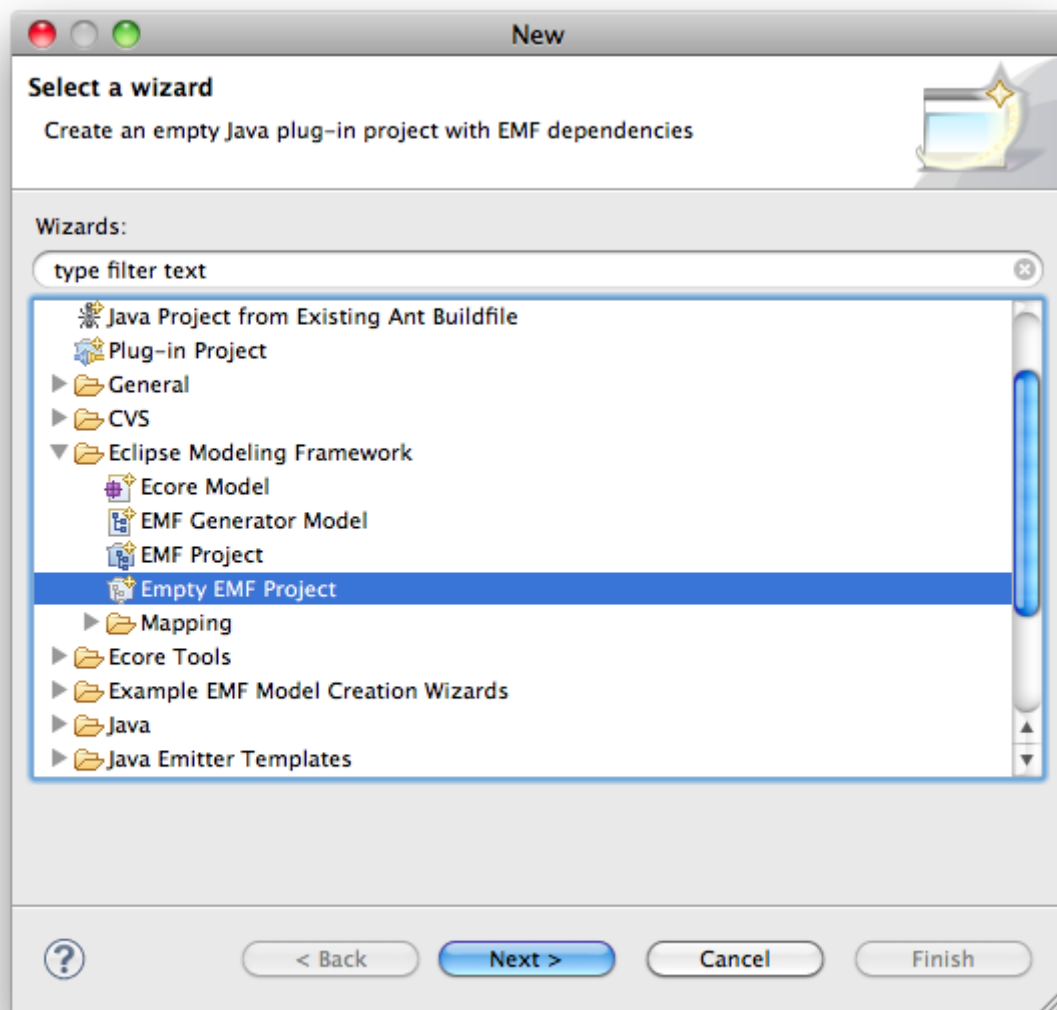 New
Select a wizard
Create an empty Java plug-in project with EMF dependencies
Wizards:
type filter text
Java Project from Existing Ant Buildfile
Plug-in Project
General
CVS
Eclipse Modeling Framework
Ecore Model
EMF Generator Model
EMF Project
Empty EMF Project
Mapping
Ecore Tools
Example EMF Model Creation Wizards
Java
Java Emitter Templates
? < Back Next > Cancel Finish